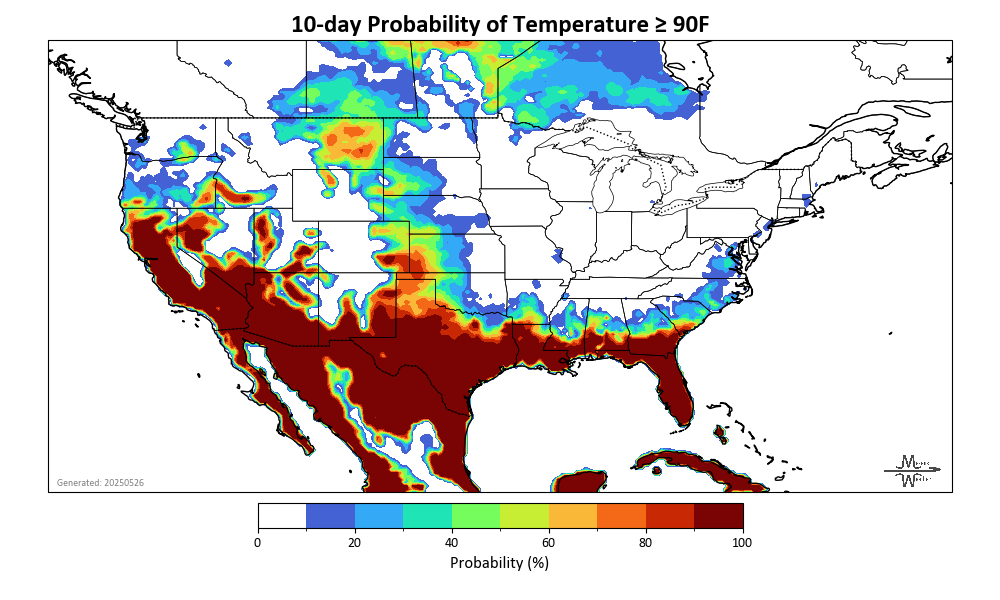 10-day Probability of Temperature ≥ 90F
Generated: 20250526
0 20 40 60 80 100
Probability (%)